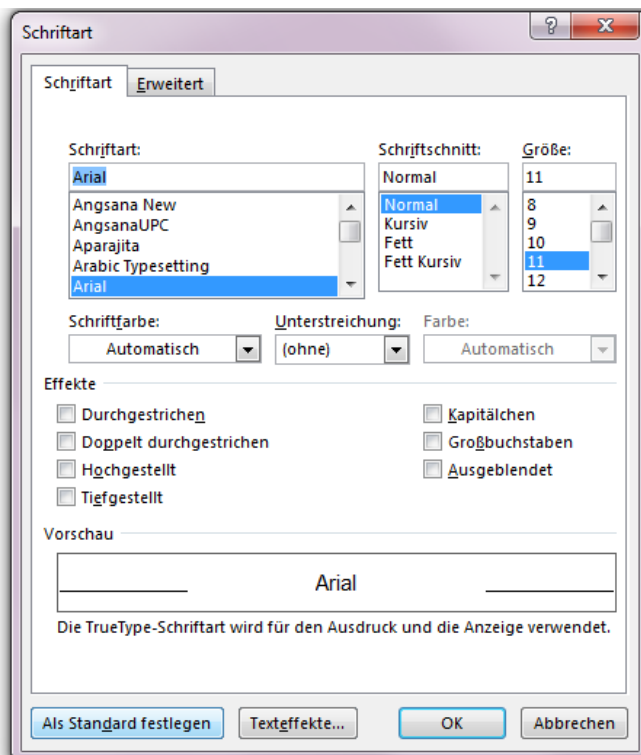 Schriftart
Schriftart Erweitert
Schriftart: Schriftschnitt: Größe:
Arial Normal 11
Angsana New Normal 8
AngsanaUPC Kursiv 9
Aparajita Fett 10
Arabic Typesetting Fett Kursiv 11
Arial 12
Schriftfarbe: Unterstreichung: Farbe:
Automatisch (ohne) Automatisch
Effekte
Durchgestrichen Kapitälchen
Doppelt durchgestrichen Großbuchstaben
Hochgestellt Ausgeblendet
Tiefgestellt
Vorschau
Arial
Die TrueType-Schriftart wird für den Ausdruck und die Anzeige verwendet.
Als Standard festlegen Texteffekte... OK Abbrechen